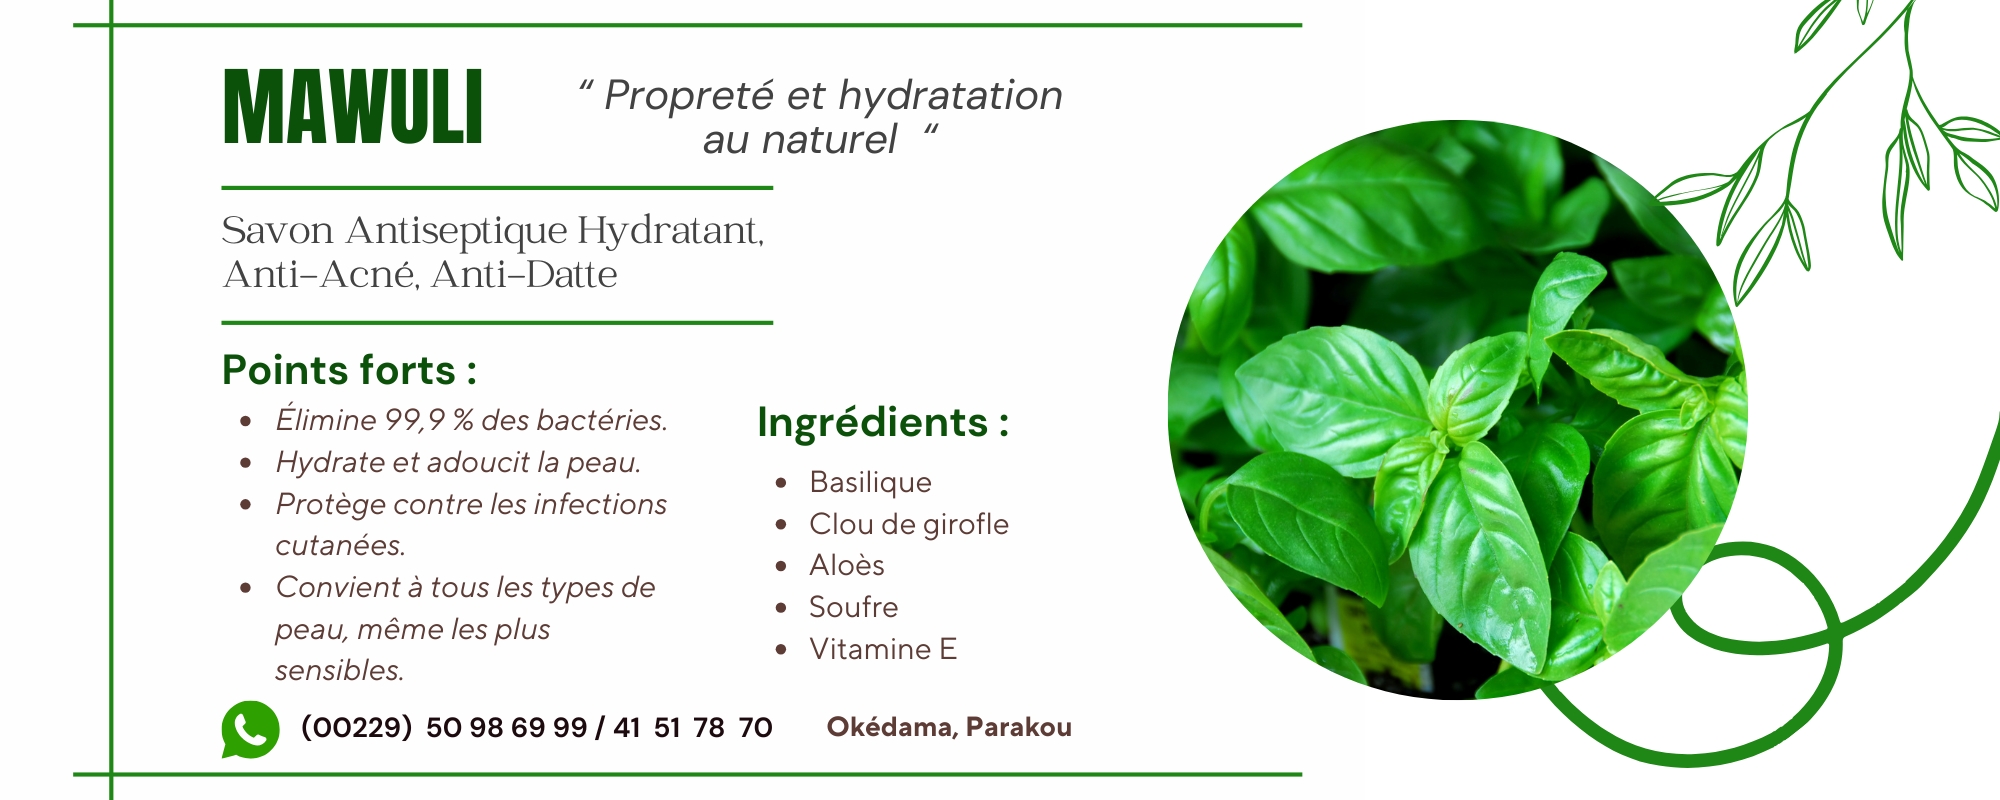 MAWULI
“ Propreté et hydratation
au naturel “
Savon Antiseptique Hydratant,
Anti-Acné, Anti-Datte
Points forts :
• Élimine 99,9 % des bactéries.
• Hydrate et adoucit la peau.
• Protège contre les infections
cutanées.
• Convient à tous les types de
peau, même les plus
sensibles.
Ingrédients :
• Basilique
• Clou de girofle
• Aloès
• Soufre
• Vitamine E
(00229) 50 98 69 99 / 41 51 78 70
Okédama, Parakou